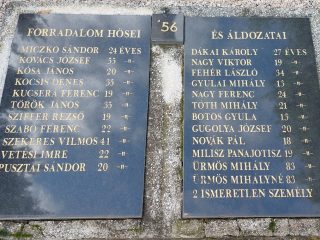 FORRADALOM HŐSEI
MICZKO SÁNDOR 24 ÉVES
KOVÁCS JÓZSEF 33 -"-
KÓSA JÁNOS 20 -"-
KOCSIS DÉNES 35 -"-
KUCSERA FERENC 19 -"-
TÖRÖK JÁNOS 35 -"-
SZIFFER REZSŐ 19 -"-
SZABÓ FERENC 22 -"-
SZEKERES VILMOS 41 -"-
VETÉSI IMRE 22 -"-
PUSZTAI SÁNDOR 20 -"-
'56
ÉS ÁLDOZATAI
DÁKAI KÁROLY 27 ÉVES
NAGY VIKTOR 19 -"-
FEHÉR LÁSZLÓ 34 -"-
GYULAI MIHÁLY 13 -"-
NAGY FERENC 24 -"-
TÓTH MIHÁLY 21 -"-
BOTOS GYULA 13 -"-
GUGOLYA JÓZSEF 20 -"-
NOVÁK PÁL 18 -"-
MILISZ PANAJOTISZ 19 -"-
ÜRMÖS MIHÁLY 83 -"-
ÜRMÖS MIHÁLYNÉ 83 -"-
2 ISMERETLEN SZEMÉLY